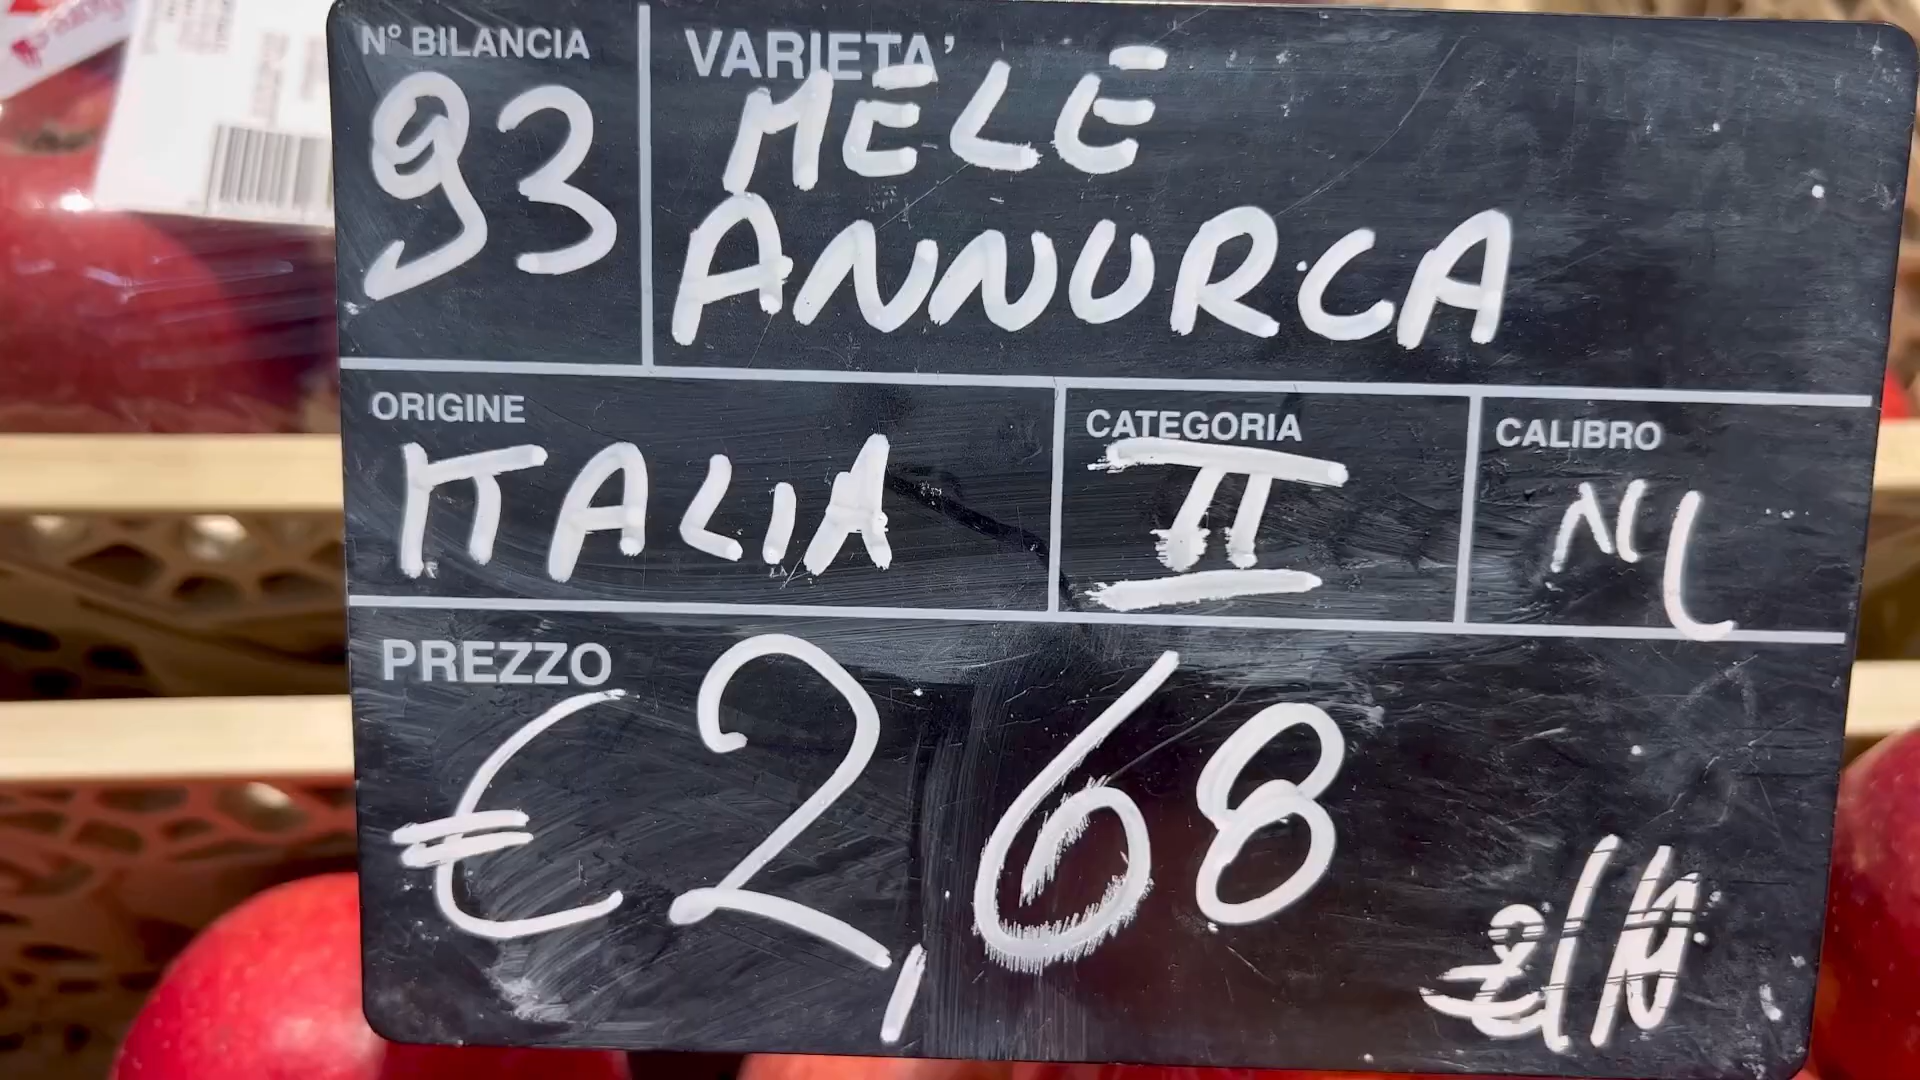 N° BILANCIA
93
VARIETA'
MELE
ANNURCA
ORIGINE
ITALIA
CATEGORIA
II
CALIBRO
PREZZO
€2,68